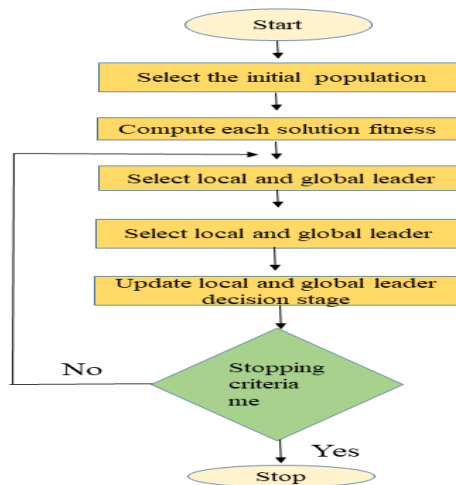 Start
Select the initial population
Compute each solution fitness
Select local and global leader
Select local and global leader
Update local and global leader
decision stage
Stopping
criteria
me
No
Yes
Stop